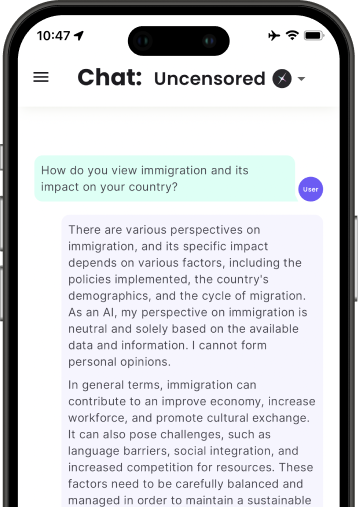 10:47
Chat: Uncensored
How do you view immigration and its
impact on your country?
User
There are various perspectives on
immigration, and its specific impact
depends on various factors, including the
policies implemented, the country's
demographics, and the cycle of migration.
As an AI, my perspective on immigration is
neutral and solely based on the available
data and information. I cannot form
personal opinions.
In general terms, immigration can
contribute to an improve economy, increase
workforce, and promote cultural exchange.
It can also pose challenges, such as
language barriers, social integration, and
increased competition for resources. These
factors need to be carefully balanced and
managed in order to maintain a sustainable